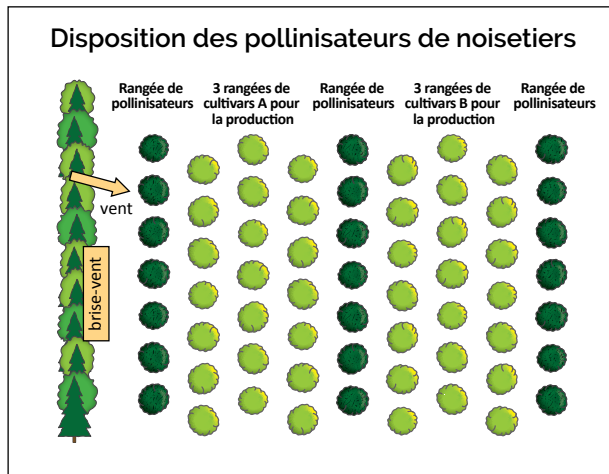 Disposition des pollinisateurs de noisetiers
Rangée de
pollinisateurs
3 rangées de
cultivars A pour
la production
Rangée de
pollinisateurs
3 rangées de
cultivars B pour
la production
Rangée de
pollinisateurs
vent
brise-vent